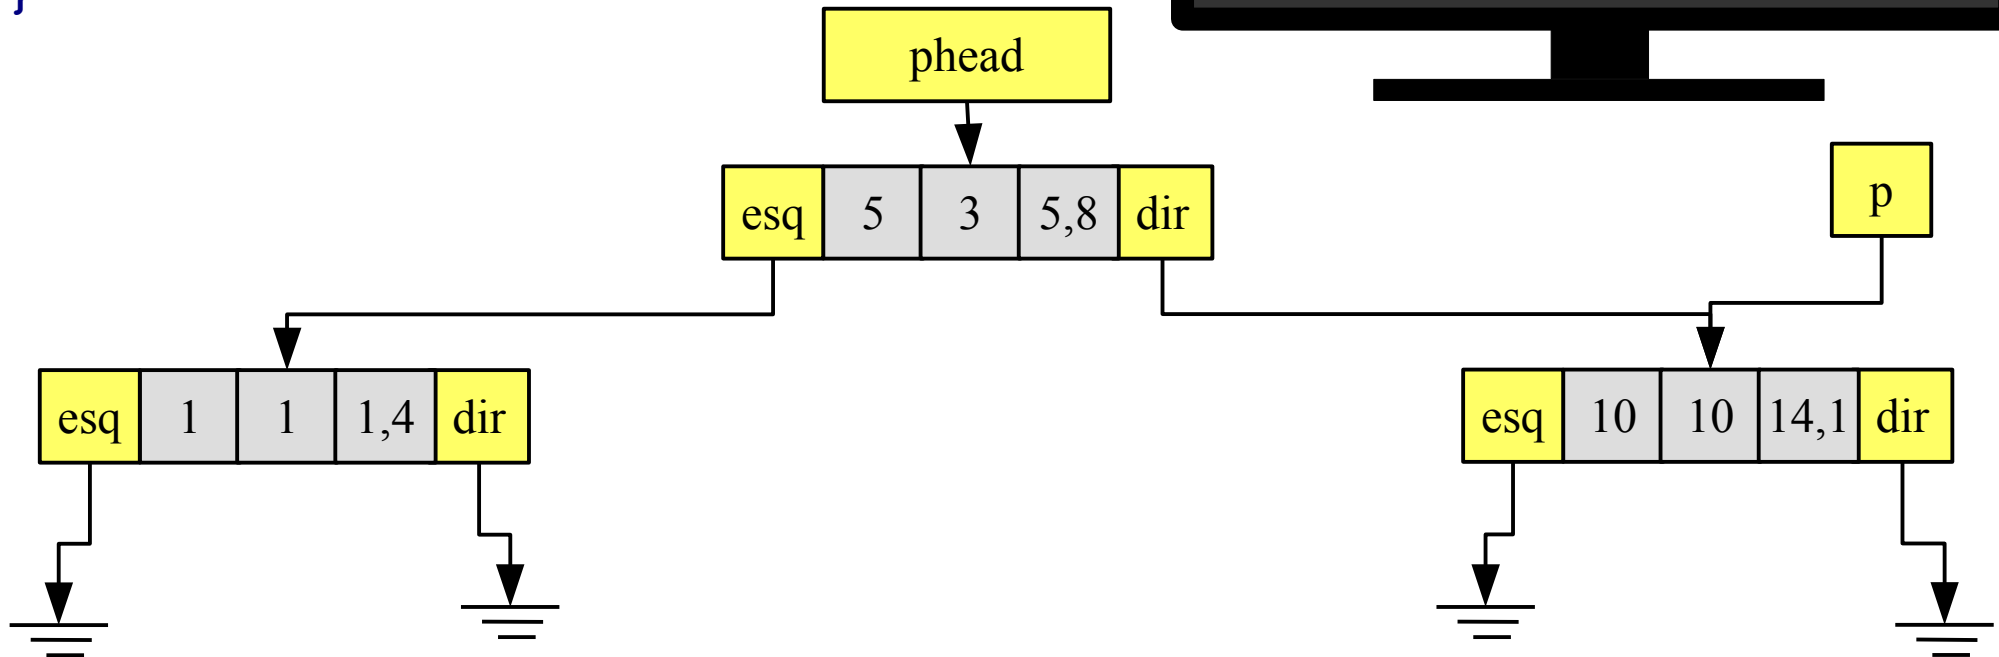 }
phead
p
esq 5 3 5,8 dir
esq 1 1 1,4 dir
esq 10 10 14,1 dir